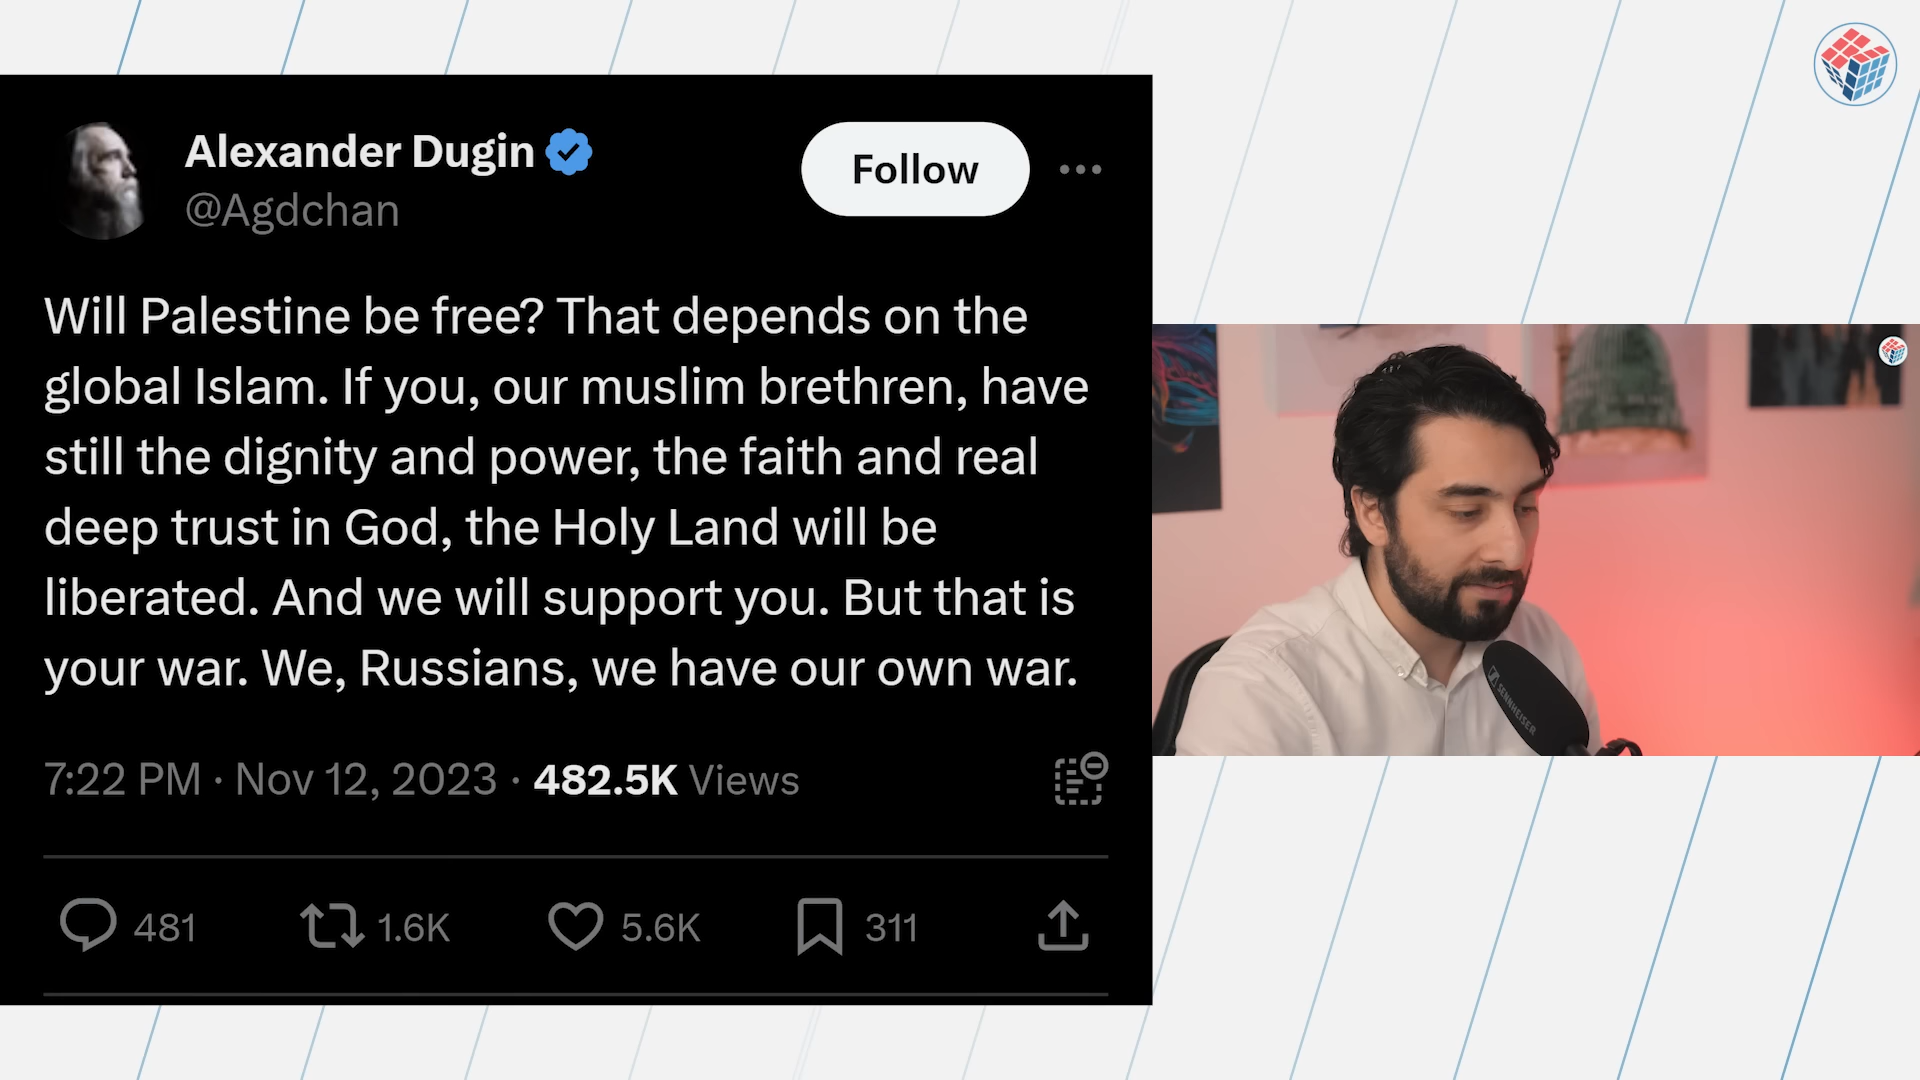 Alexander Dugin
@Agdchan
Follow
Will Palestine be free? That depends on the
global Islam. If you, our muslim brethren, have
still the dignity and power, the faith and real
deep trust in God, the Holy Land will be
liberated. And we will support you. But that is
your war. We, Russians, we have our own war.
7:22 PM · Nov 12, 2023 · 482.5K Views
481 1.6K 5.6K 311
SENNHEISER